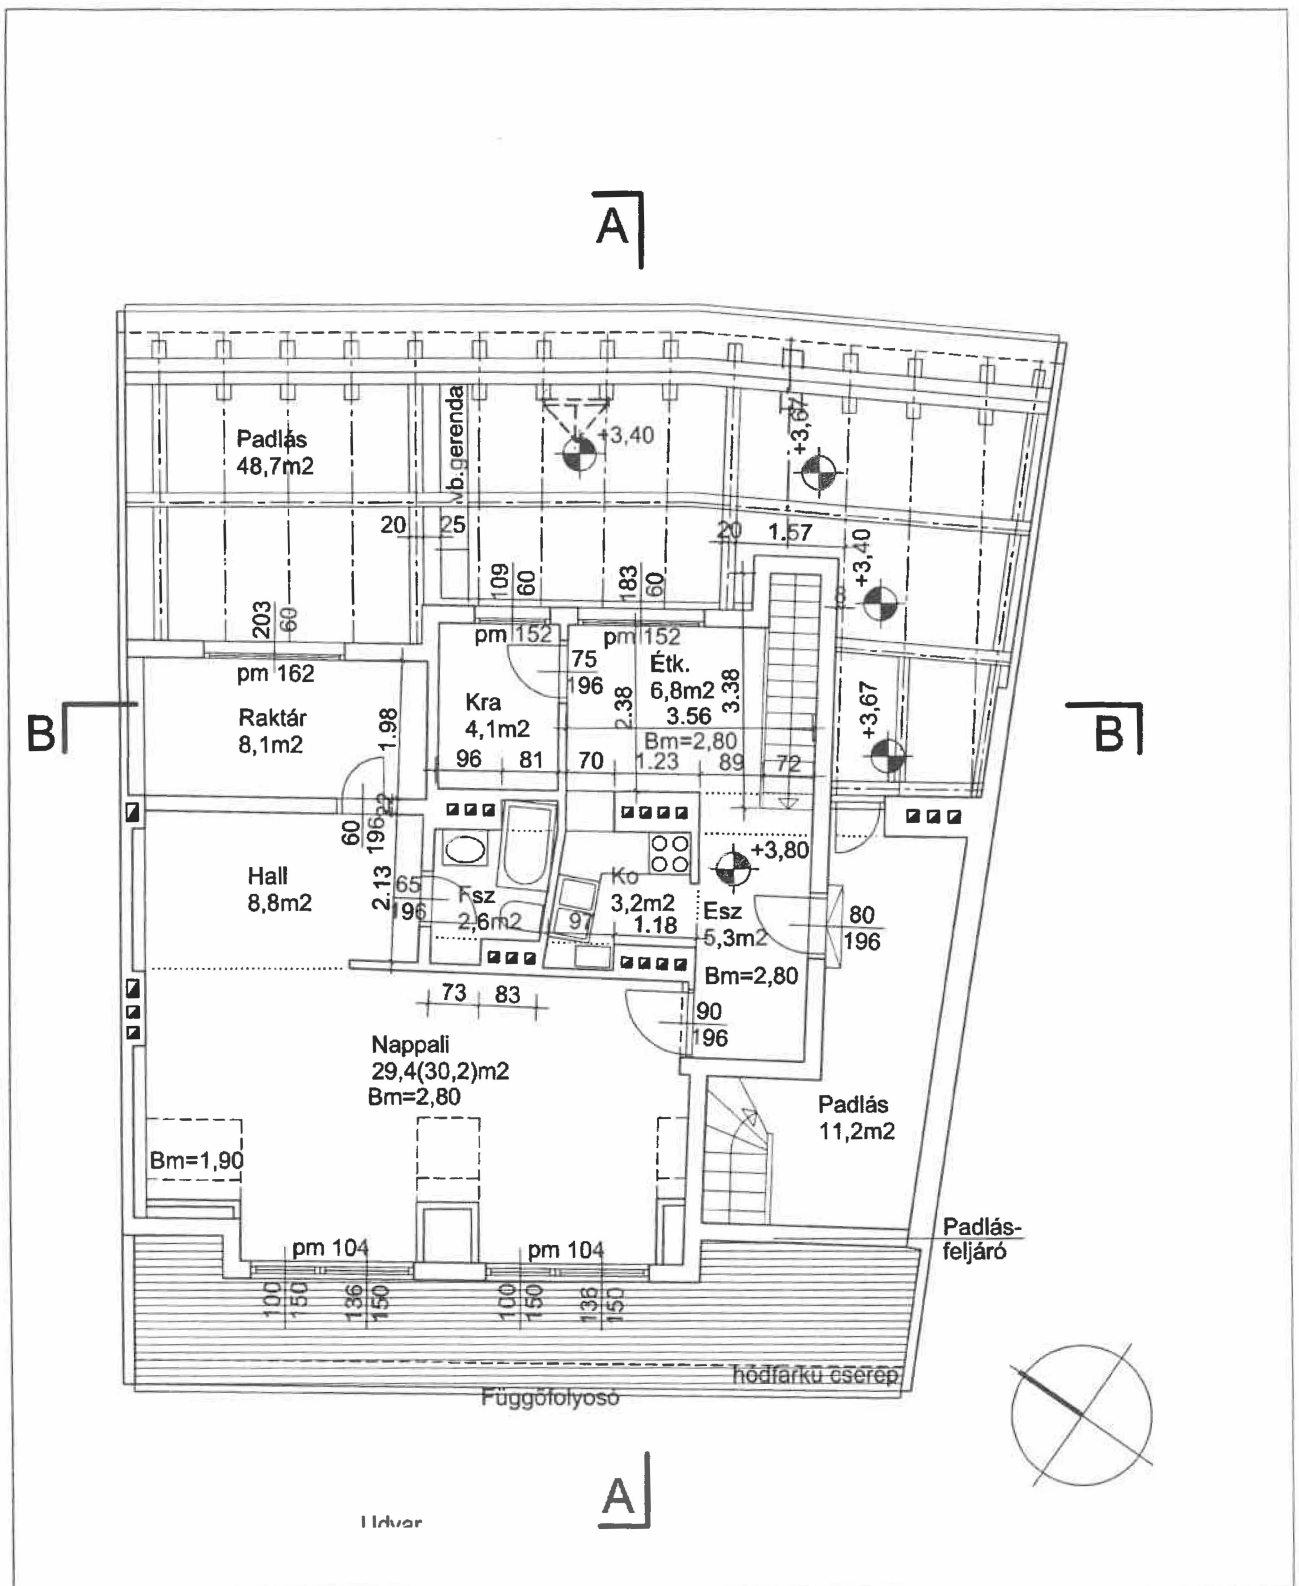 A
Padlás
48,7m2
vb.gerenda
+3,40
+3,67
20
25
20
1.57
+3,40
8
203
60
109
60
183
60
pm 162
pm 152
pm 152
75
196
Étk.
6,8m2
3.56
Bm=2,80
2.38
3.38
+3,67
B
B
Raktár
8,1m2
1.98
Kra
4,1m2
96
81
70
1.23
89
72
22
60
196
+3,80
Hall
8,8m2
2.13
65
196
Fsz
2,6m2
97
Ko
3,2m2
1.18
Esz
5,3m2
Bm=2,80
80
196
73
83
90
196
Nappali
29,4(30,2)m2
Bm=2,80
Bm=1,90
Padlás
11,2m2
Padlás-
feljáró
pm 104
pm 104
100
150
136
150
100
150
136
150
hódfarkú cserép
Függőfolyosó
A
Udvar